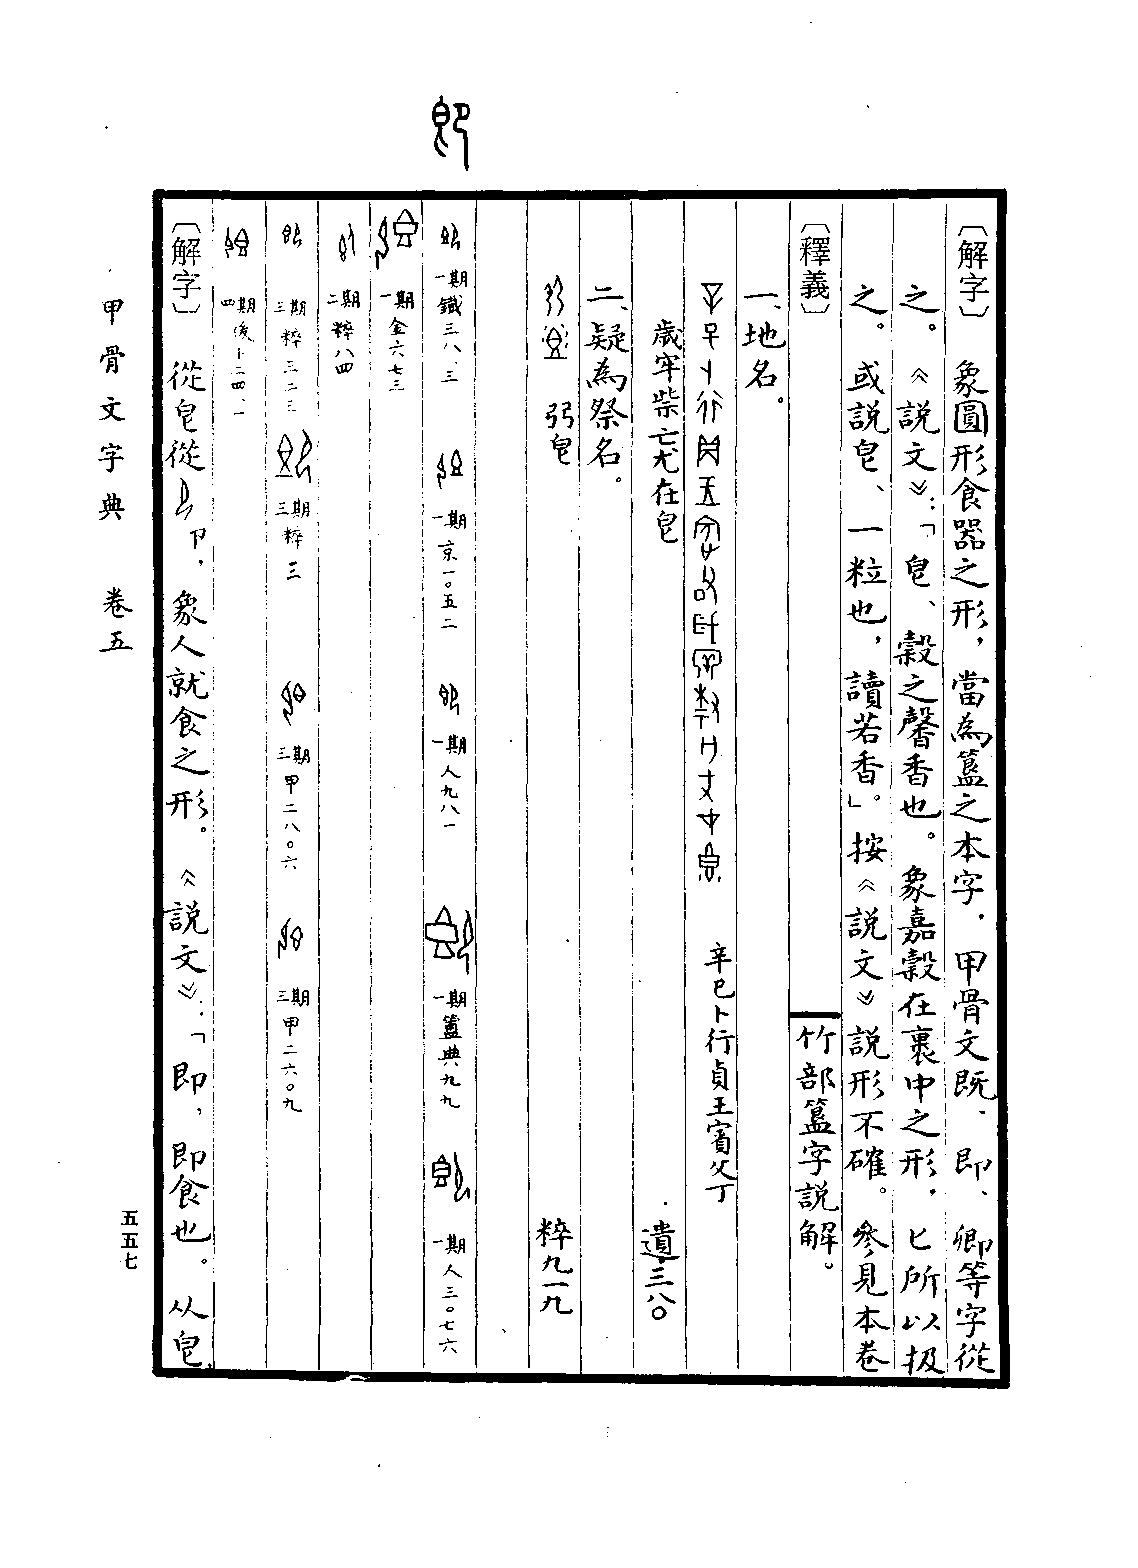 〔解字〕 象圓形食器之形，當為簋之本字．甲骨文既、即、卿等字從
之。《說文》：「皀、穀之馨香也。象嘉穀在裹中之形．匕所以扱
之。或說皀、一粒也，讀若香」。按《說文》說形不確。參見本卷
竹部簋字說解。
〔釋義〕
一、地名。
辛巳卜行貞王賓父丁
歲牢柴亡尤在皀 遺三八〇
二、疑為祭名。
弜皀 粹九一九
一期 鐵三八．三 一期 京一〇五二 一期 人九八一 一期 簠典九九 一期 人三〇七六
一期 金六七三
二期 粹八四
三期 粹三二三 三期 粹三 三期 甲二八〇六 三期 甲二六〇九
四期 後下二四．一
〔解字〕 從皀從卩，象人就食之形。《說文》：「即，即食也。从皀
甲骨文字典 卷五
五五七